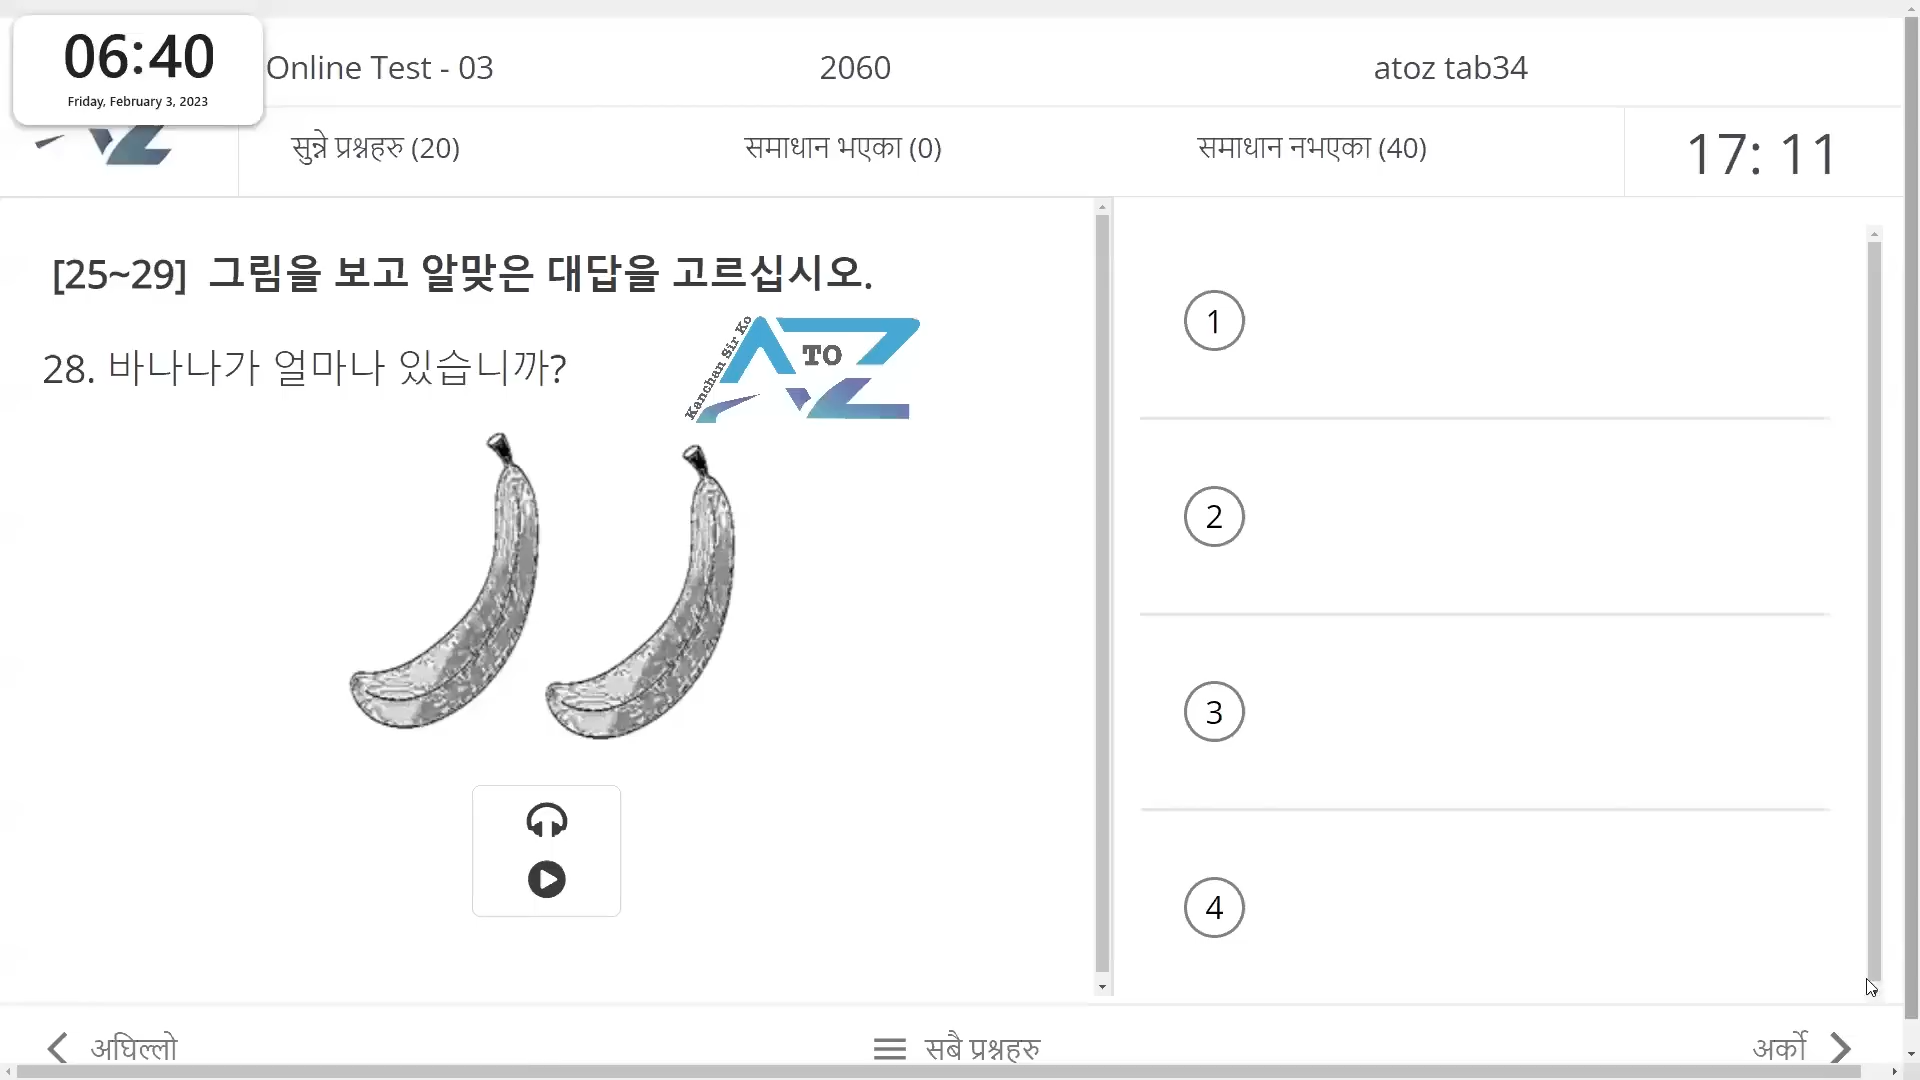 06:40
Friday, February 3, 2023
Online Test - 03
2060
atoz tab34
सुन्ने प्रश्नहरु (20)
समाधान भएका (0)
समाधान नभएका (40)
17: 11
[25~29] 그림을 보고 알맞은 대답을 고르십시오.
28. 바나나가 얼마나 있습니까?
Kanchan Sir Ko
A TO Z
1
2
3
4
अघिल्लो
सबै प्रश्नहरु
अर्को